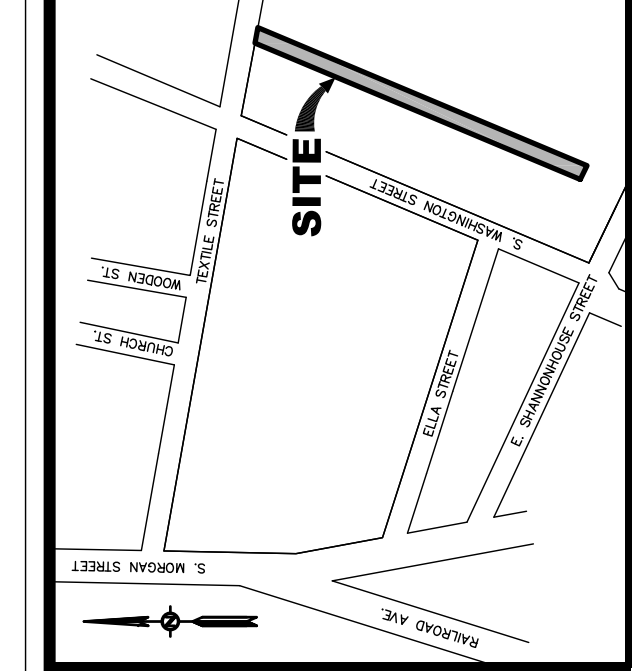 SITE
S. WASHINGTON STREET
TEXTILE STREET
WOODEN ST.
CHURCH ST.
ELLA STREET
E. SHANNONHOUSE STREET
S. MORGAN STREET
RAILROAD AVE.
N